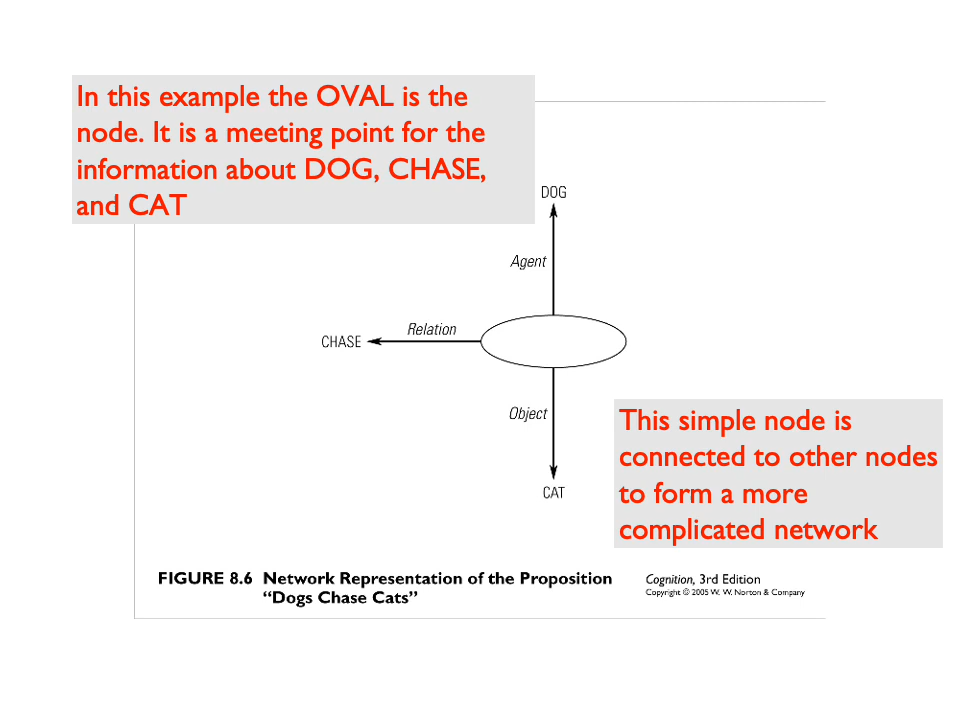 In this example the OVAL is the
node. It is a meeting point for the
information about DOG, CHASE,
and CAT
DOG
Agent
Relation
CHASE
Object
CAT
This simple node is
connected to other nodes
to form a more
complicated network
FIGURE 8.6 Network Representation of the Proposition
“Dogs Chase Cats”
Cognition, 3rd Edition
Copyright © 2005 W. W. Norton & Company